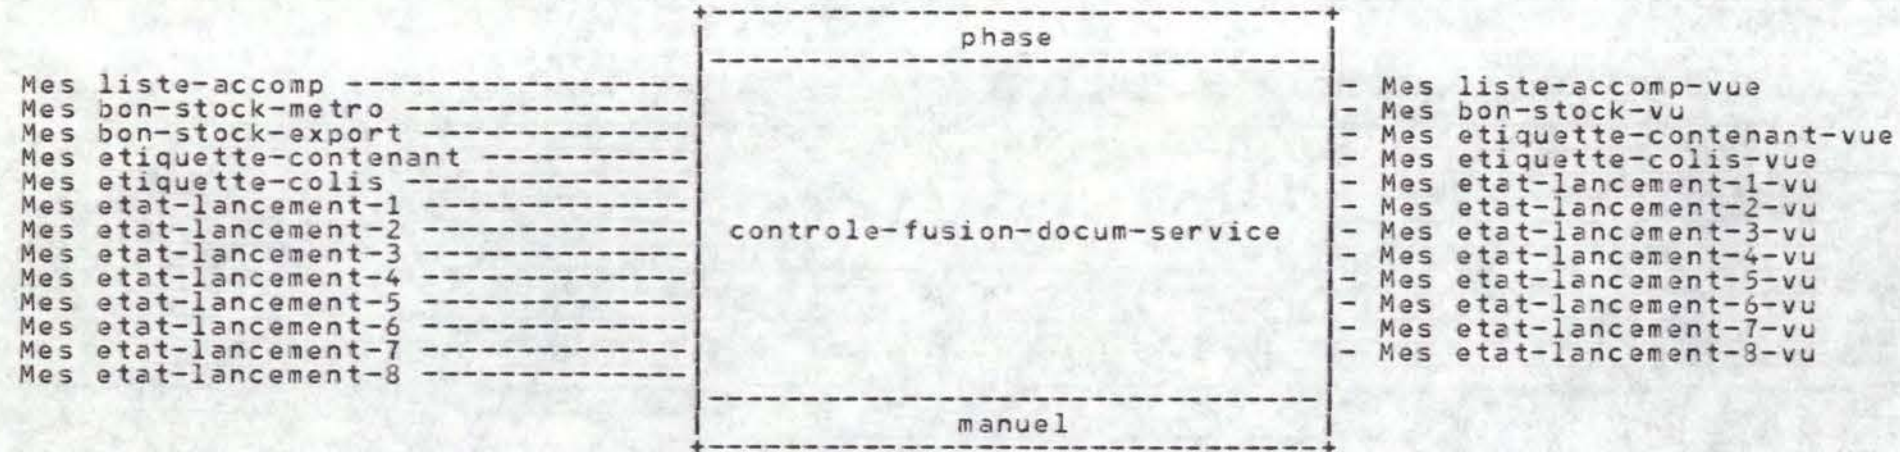 phase
Mes liste-accomp - Mes liste-accomp-vue
Mes bon-stock-metro - Mes bon-stock-vu
Mes bon-stock-export - Mes etiquette-contenant-vue
Mes etiquette-contenant - Mes etiquette-colis-vue
Mes etiquette-colis - Mes etat-lancement-1-vu
Mes etat-lancement-1 - Mes etat-lancement-2-vu
Mes etat-lancement-2 controle-fusion-docum-service - Mes etat-lancement-3-vu
Mes etat-lancement-3 - Mes etat-lancement-4-vu
Mes etat-lancement-4 - Mes etat-lancement-5-vu
Mes etat-lancement-5 - Mes etat-lancement-6-vu
Mes etat-lancement-6 - Mes etat-lancement-7-vu
Mes etat-lancement-7 - Mes etat-lancement-8-vu
Mes etat-lancement-8
manuel